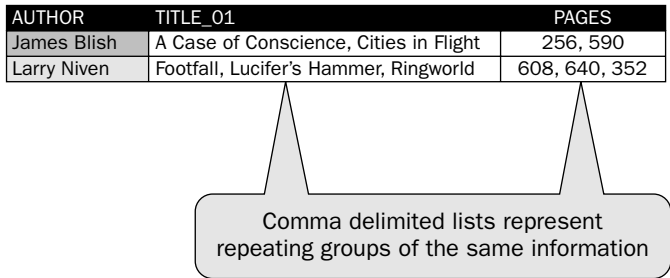 AUTHOR TITLE_01 PAGES
James Blish A Case of Conscience, Cities in Flight 256, 590
Larry Niven Footfall, Lucifer’s Hammer, Ringworld 608, 640, 352
Comma delimited lists represent
repeating groups of the same information